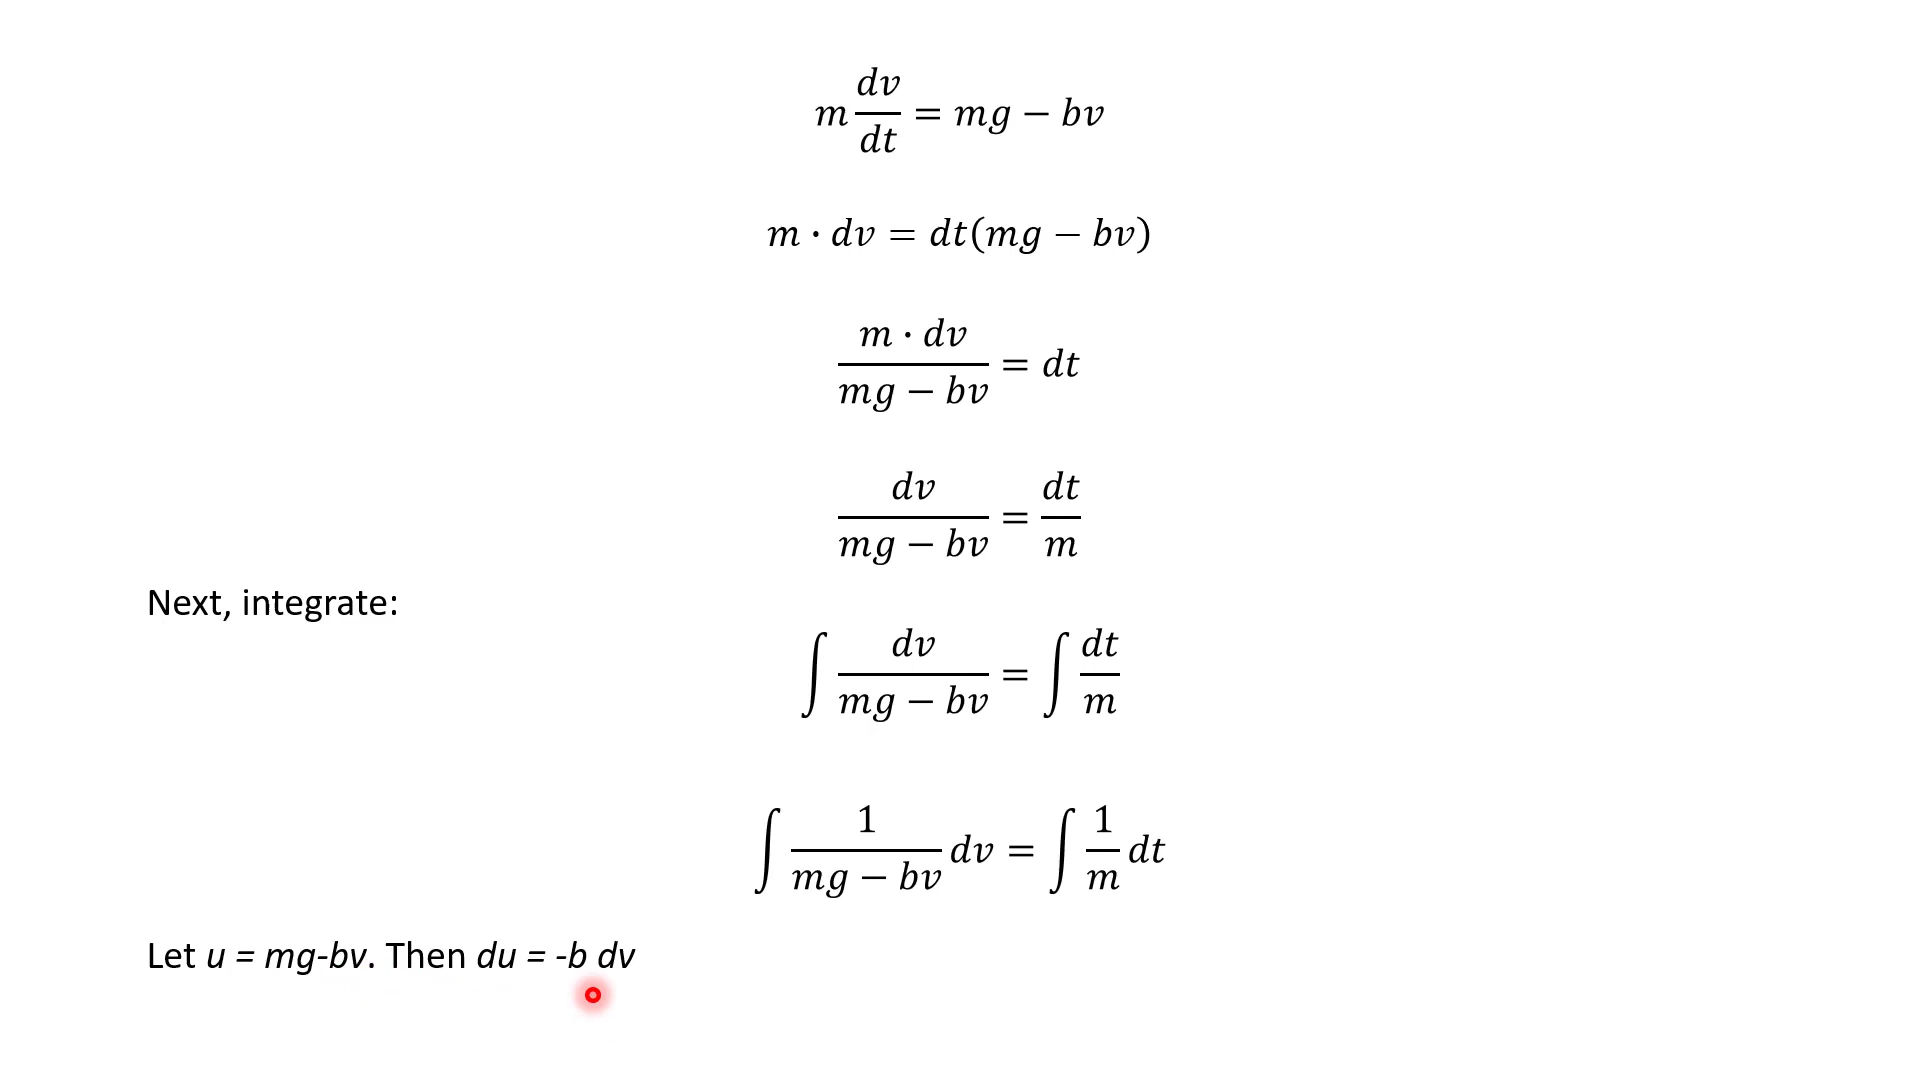 m dv/dt = mg − bv
m · dv = dt(mg − bv)
m · dv/mg − bv = dt
dv/mg − bv = dt/m
Next, integrate:
∫ dv/mg − bv = ∫ dt/m
∫ 1/mg − bv dv = ∫ 1/m dt
Let u = mg-bv. Then du = -b dv